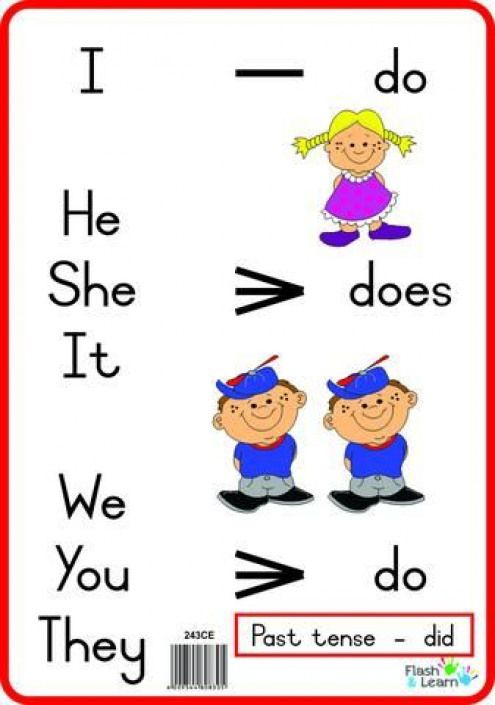 I — do
He
She does
It
We
You do
They
243CE
Past tense - did
Flash
& Learn